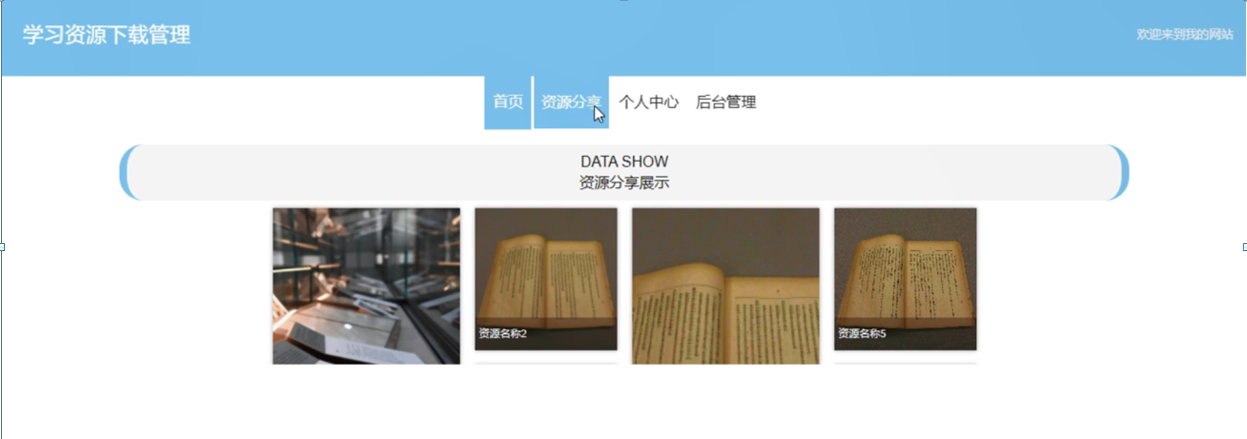 学习资源下载管理
欢迎来到我的网站
首页 资源分享 个人中心 后台管理
DATA SHOW
资源分享展示
资源名称2
资源名称5